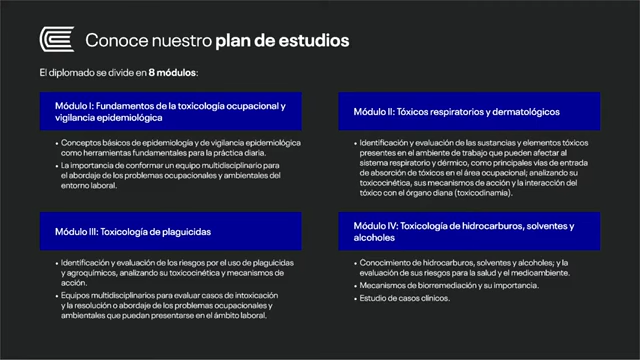 Conoce nuestro plan de estudios
El diplomado se divide en 8 módulos:
Módulo I: Fundamentos de la toxicología ocupacional y
vigilancia epidemiológica
• Conceptos básicos de epidemiología y de vigilancia epidemiológica
como herramientas fundamentales para la práctica diaria.
• La importancia de conformar un equipo multidisciplinario para
el abordaje de los problemas ocupacionales y ambientales del
entorno laboral.
Módulo II: Tóxicos respiratorios y dermatológicos
• Identificación y evaluación de las sustancias y elementos tóxicos
presentes en el ambiente de trabajo que pueden afectar al
sistema respiratorio y dérmico, como principales vías de entrada
de absorción de tóxicos en el área ocupacional; analizando su
toxicocinética, sus mecanismos de acción y la interacción del
tóxico con el órgano diana (toxicodinamia).
Módulo III: Toxicología de plaguicidas
• Identificación y evaluación de los riesgos por el uso de plaguicidas
y agroquímicos, analizando su toxicocinética y mecanismos de
acción.
• Equipos multidisciplinarios para evaluar casos de intoxicación
y la resolución o abordaje de los problemas ocupacionales y
ambientales que puedan presentarse en el ámbito laboral.
Módulo IV: Toxicología de hidrocarburos, solventes y
alcoholes
• Conocimiento de hidrocarburos, solventes y alcoholes; y la
evaluación de sus riesgos para la salud y el medioambiente.
• Mecanismos de biorremediación y su importancia.
• Estudio de casos clínicos.